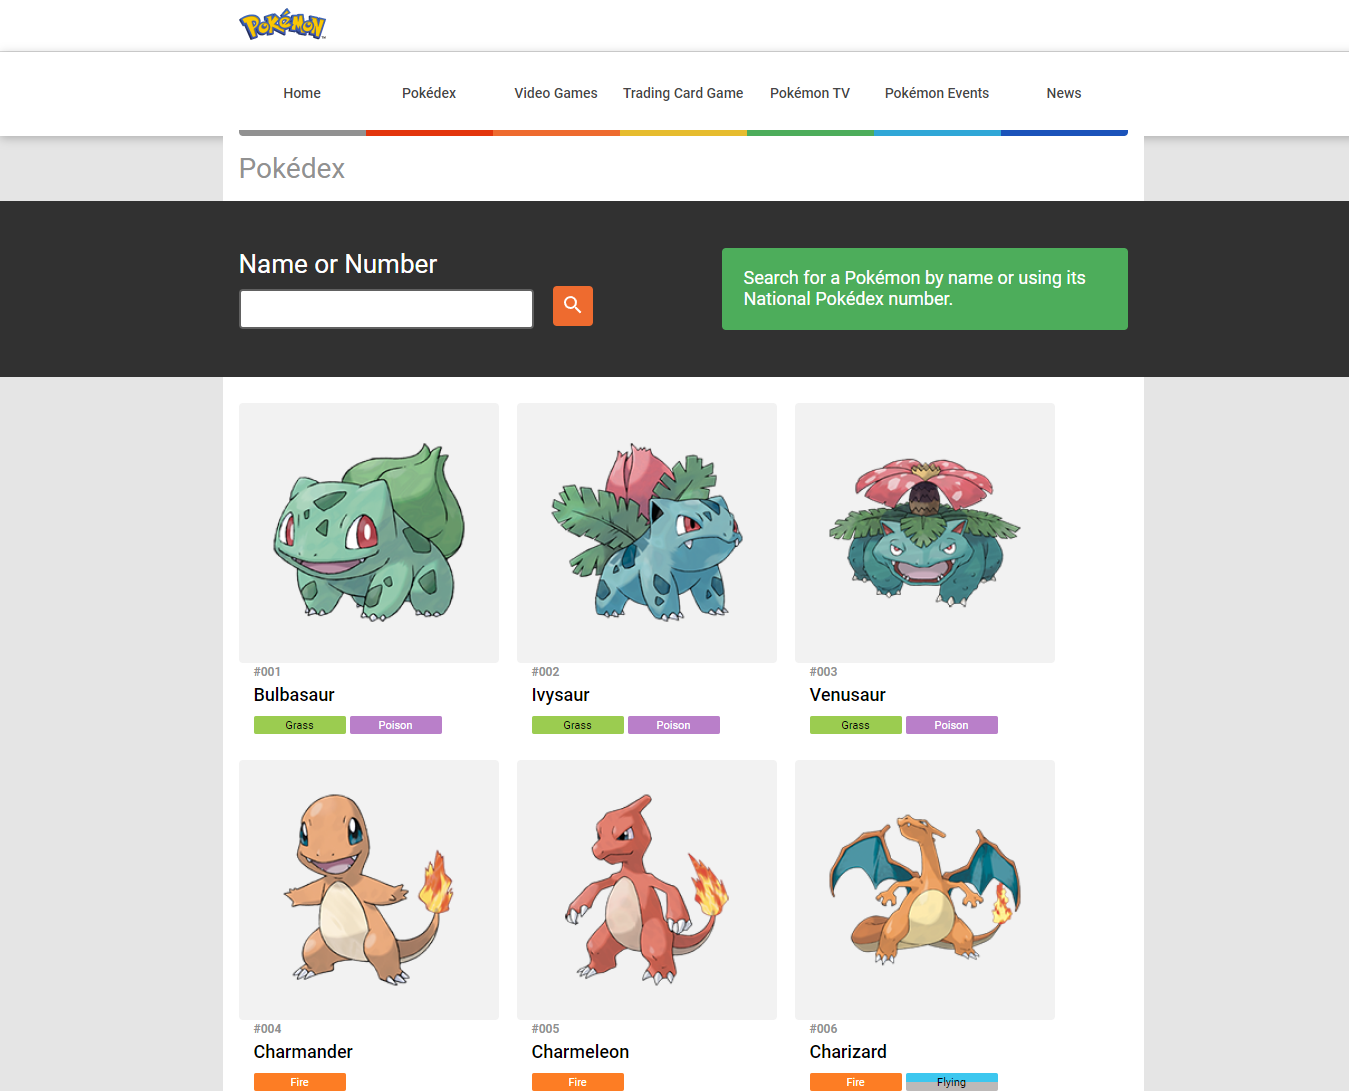 Pokémon
Home Pokédex Video Games Trading Card Game Pokémon TV Pokémon Events News
Pokédex
Name or Number
Search for a Pokémon by name or using its
National Pokédex number.
#001 #002 #003
Bulbasaur Ivysaur Venusaur
Grass Poison Grass Poison Grass Poison
#004 #005 #006
Charmander Charmeleon Charizard
Fire Fire Fire Flying